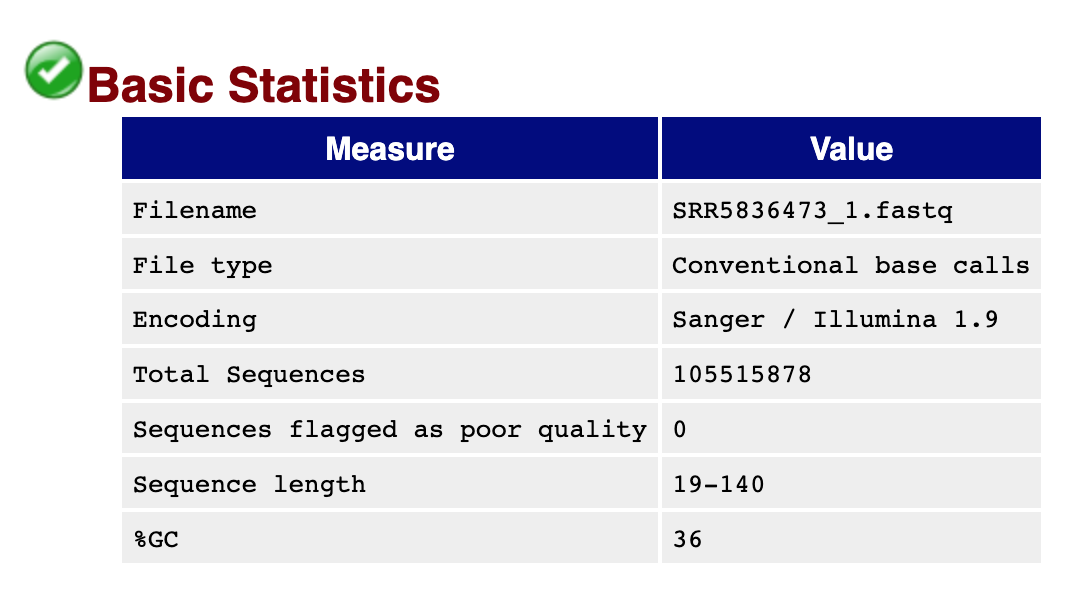 Basic Statistics
Measure Value
Filename SRR5836473_1.fastq
File type Conventional base calls
Encoding Sanger / Illumina 1.9
Total Sequences 105515878
Sequences flagged as poor quality 0
Sequence length 19-140
%GC 36